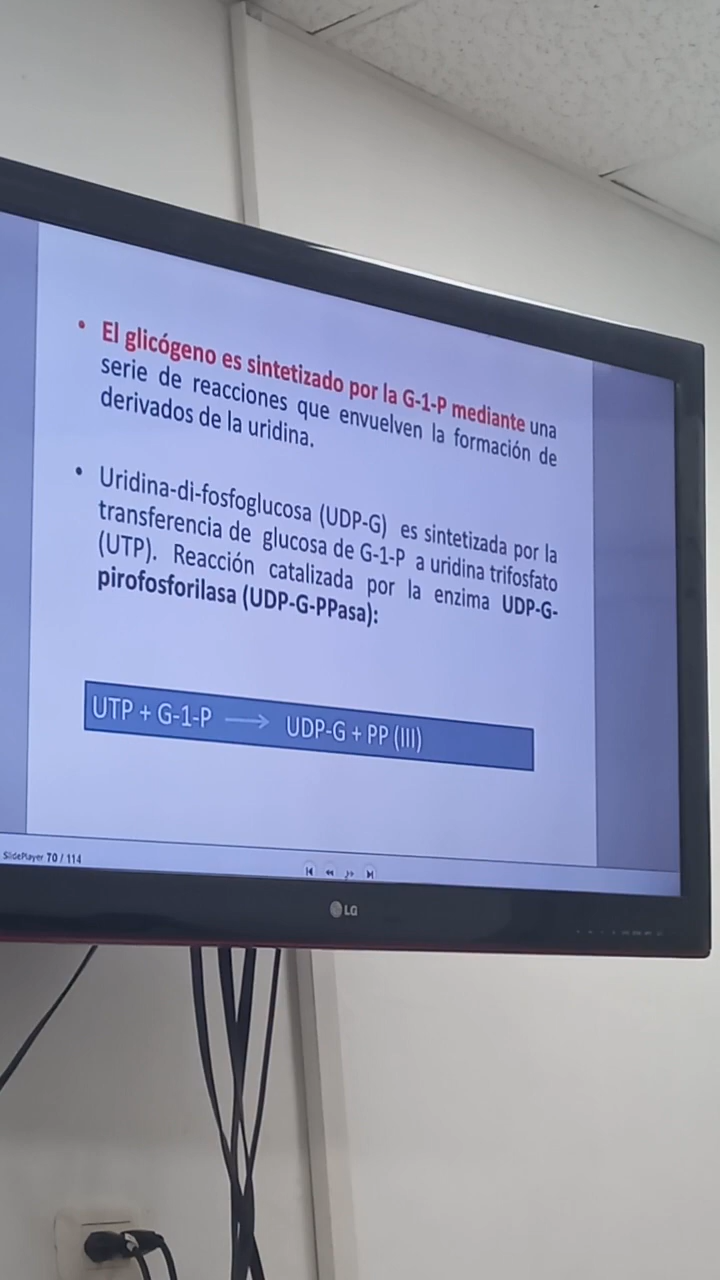 • El glicógeno es sintetizado por la G-1-P mediante una
serie de reacciones que envuelven la formación de
derivados de la uridina.
• Uridina-di-fosfoglucosa (UDP-G) es sintetizada por la
transferencia de glucosa de G-1-P a uridina trifosfato
(UTP). Reacción catalizada por la enzima UDP-G-
pirofosforilasa (UDP-G-PPasa):
UTP + G-1-P ⟶ UDP-G + PP (III)
SlidePlayer 70 / 114
LG